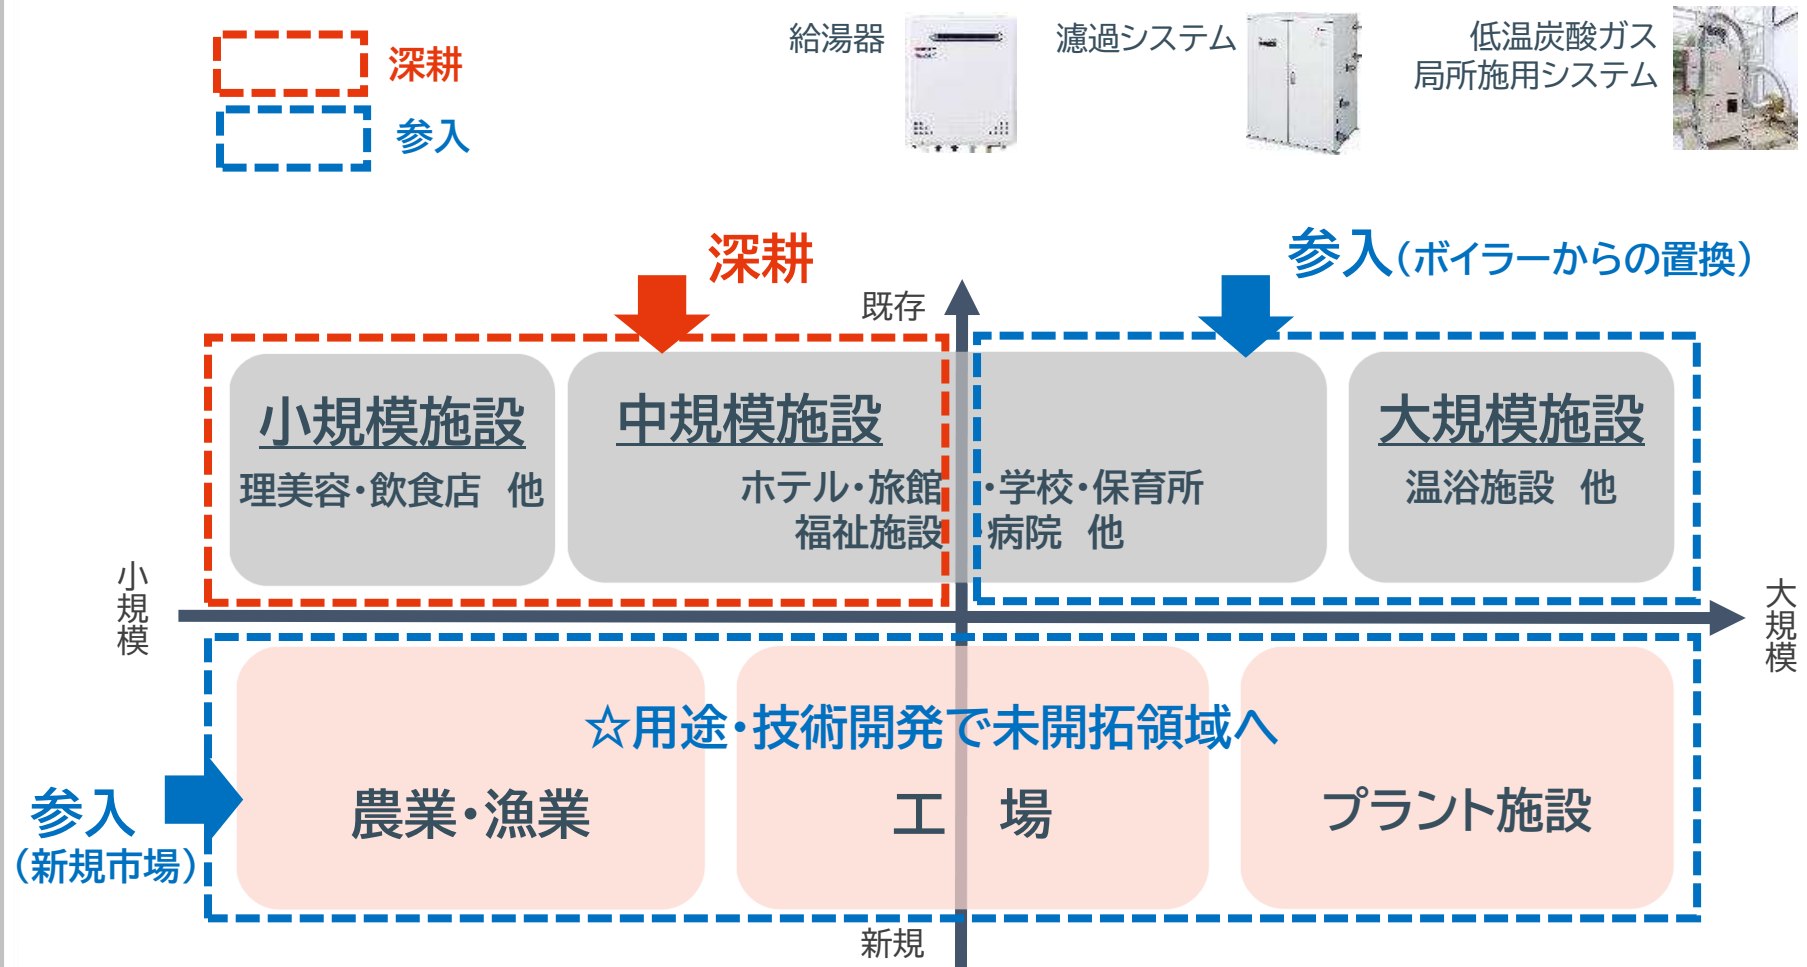 深耕
参入
給湯器
濾過システム
低温炭酸ガス
局所施用システム
深耕
参入(ボイラーからの置換)
既存
小規模施設
理美容・飲食店 他
中規模施設
ホテル・旅館 ・学校・保育所
福祉施設 ・病院 他
大規模施設
温浴施設 他
小規模
大規模
☆用途・技術開発で未開拓領域へ
参入
(新規市場)
農業・漁業
工 場
プラント施設
新規